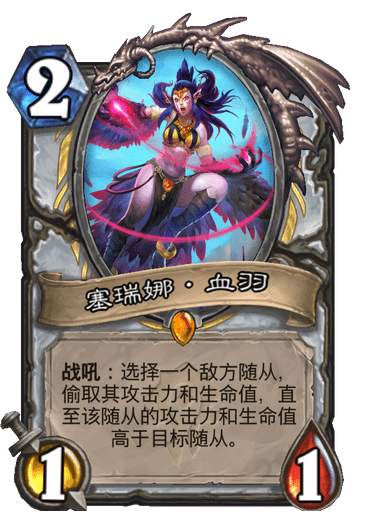 2
塞瑞娜·血羽
战吼：选择一个敌方随从，
偷取其攻击力和生命值，直
至该随从的攻击力和生命值
高于目标随从。
1
1